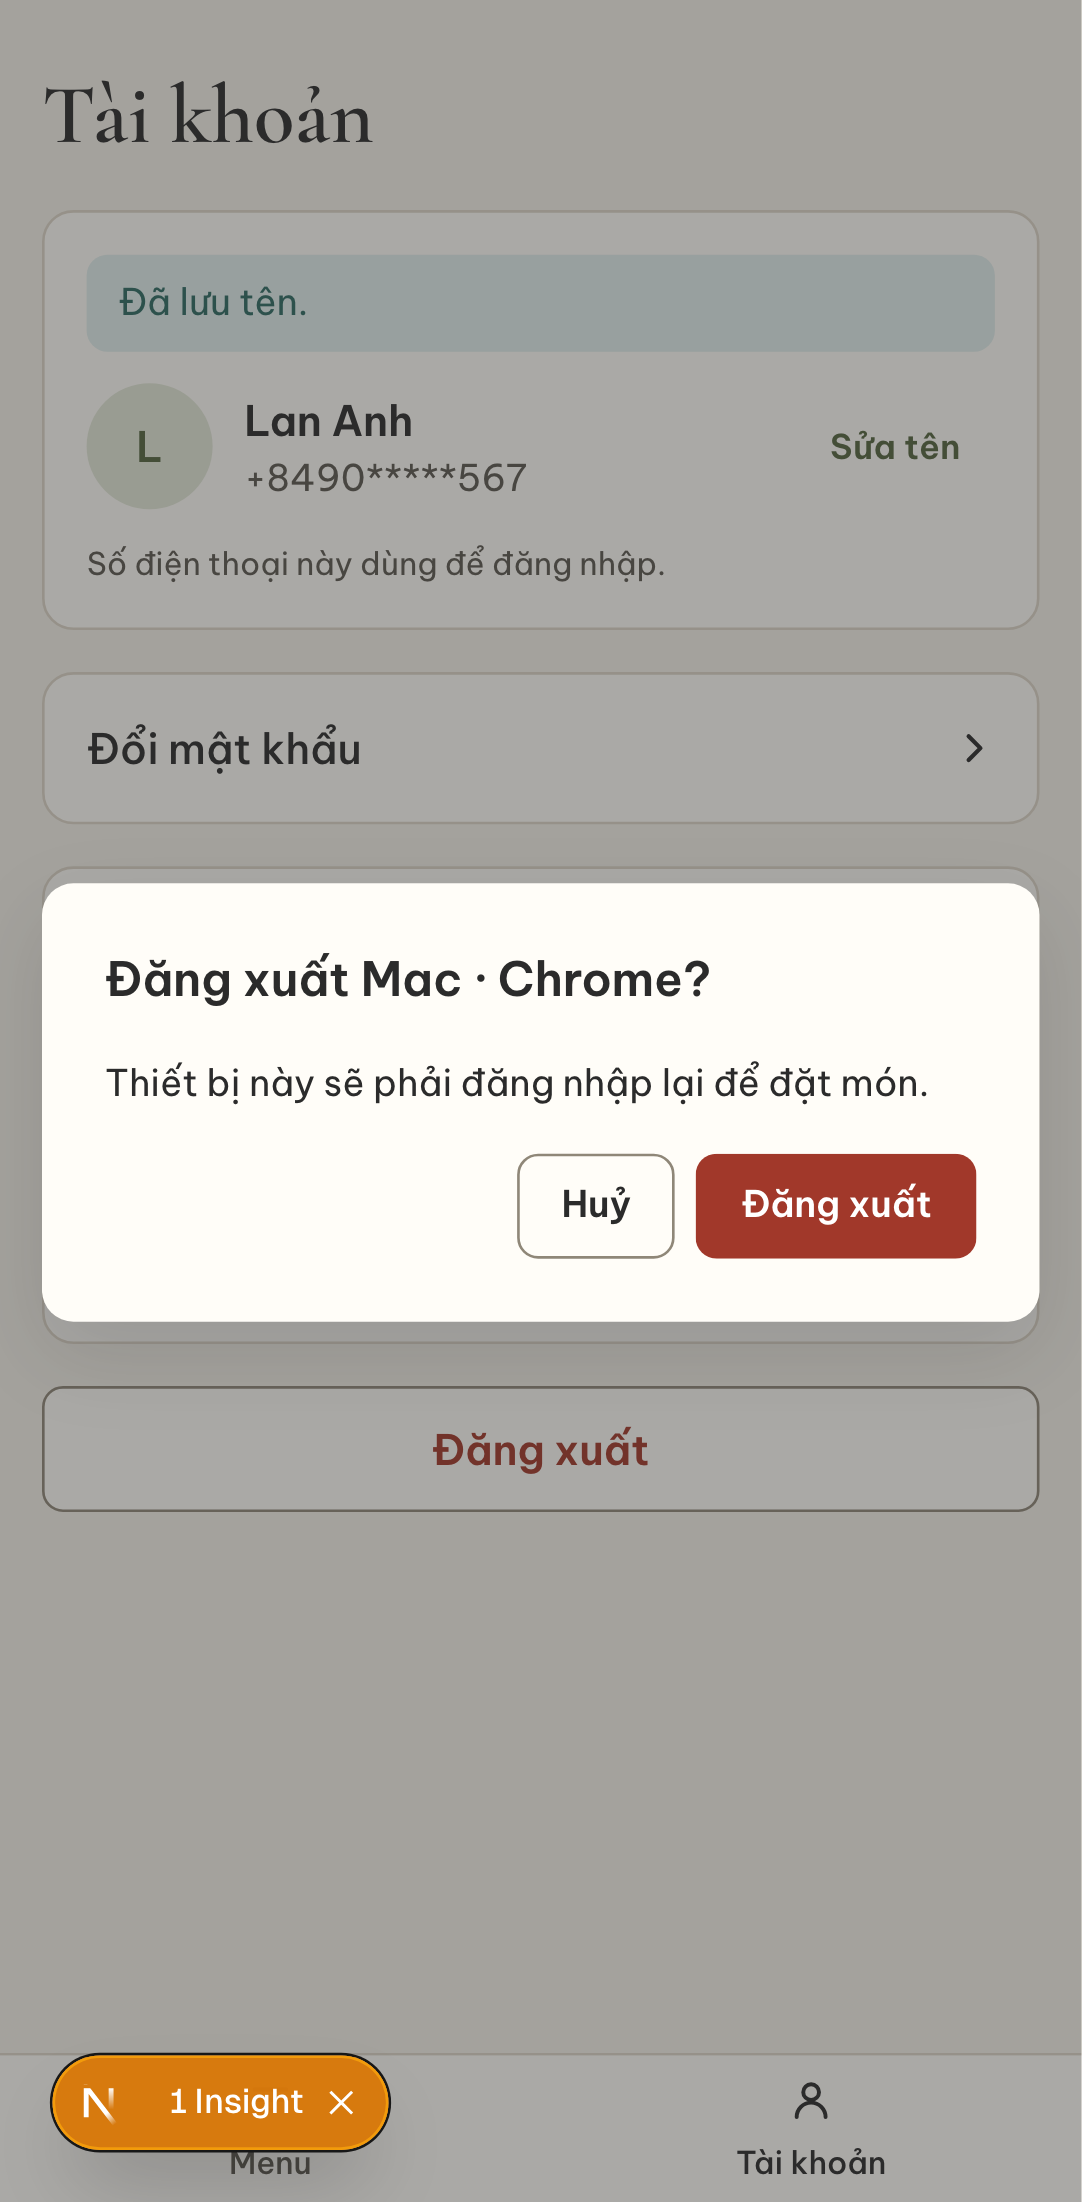 Tài khoản
Đã lưu tên.
L
Lan Anh
+8490*****567
Sửa tên
Số điện thoại này dùng để đăng nhập.
Đổi mật khẩu
Đăng xuất Mac · Chrome?
Thiết bị này sẽ phải đăng nhập lại để đặt món.
Huỷ
Đăng xuất
Đăng xuất
N
1 Insight
Menu
Tài khoản